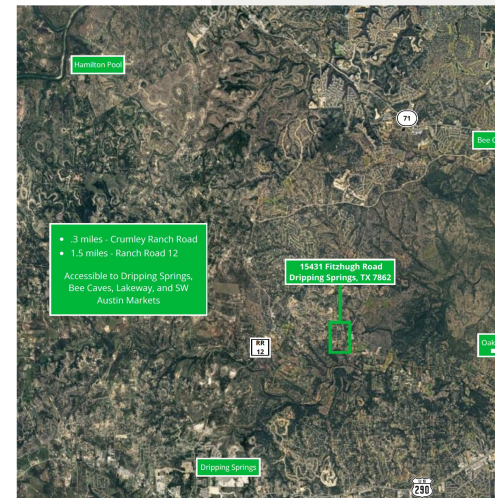 Hamilton Pool
71
Bee C
• .3 miles - Crumley Ranch Road
• 1.5 miles - Ranch Road 12
Accessible to Dripping Springs,
Bee Caves, Lakeway, and SW
Austin Markets
15431 Fitzhugh Road
Dripping Springs, TX 7862
RR
12
Oak
Dripping Springs
290